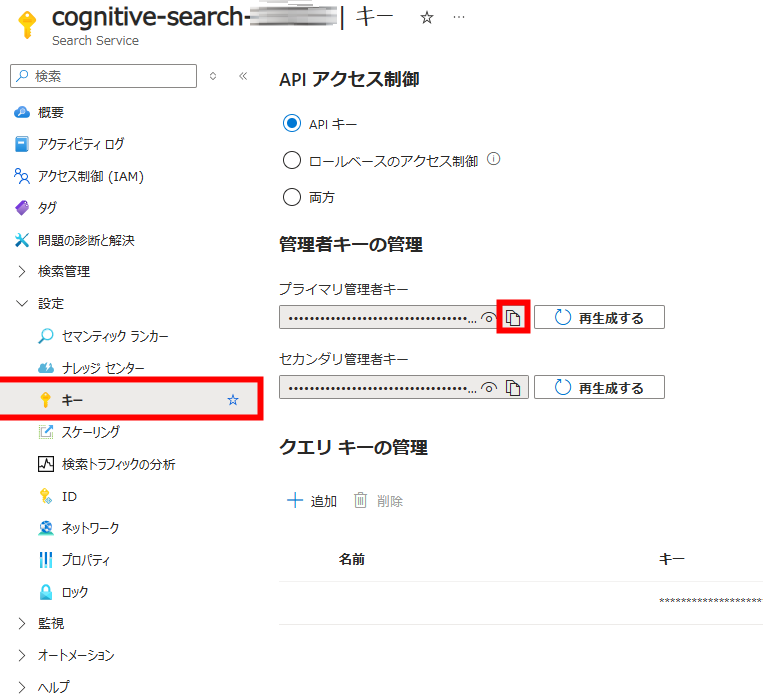 cognitive-search- | キー ☆ …
Search Service
検索
概要
アクティビティ ログ
アクセス制御 (IAM)
タグ
問題の診断と解決
検索管理
設定
セマンティック ランカー
ナレッジ センター
キー
スケーリング
検索トラフィックの分析
ID
ネットワーク
プロパティ
ロック
監視
オートメーション
ヘルプ
API アクセス制御
API キー
ロールベースのアクセス制御
両方
管理者キーの管理
プライマリ管理者キー
••••••••••••••••••••••••••••••••••... 再生成する
セカンダリ管理者キー
••••••••••••••••••••••••••••••••••... 再生成する
クエリ キーの管理
追加 削除
名前 キー
********************